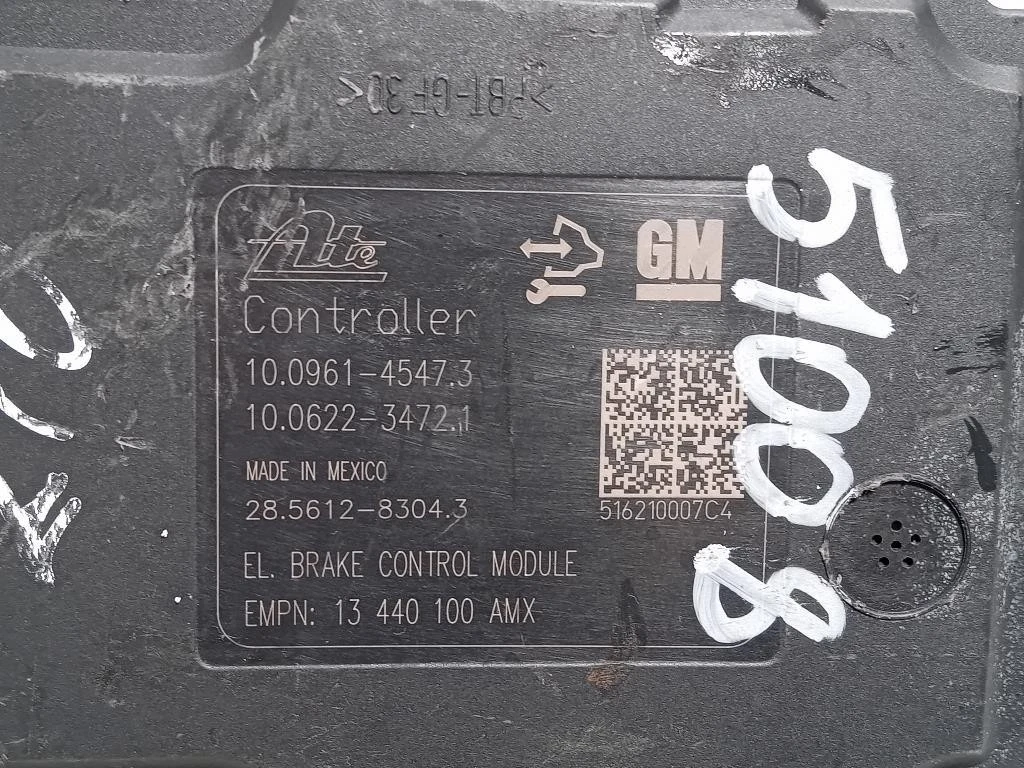 >PBT-GF30<
Ate
GM
Controller
10.0961-4547.3
10.0622-3472.1
MADE IN MEXICO
28.5612-8304.3
516210007C4
EL. BRAKE CONTROL MODULE
EMPN: 13 440 100 AMX
51008